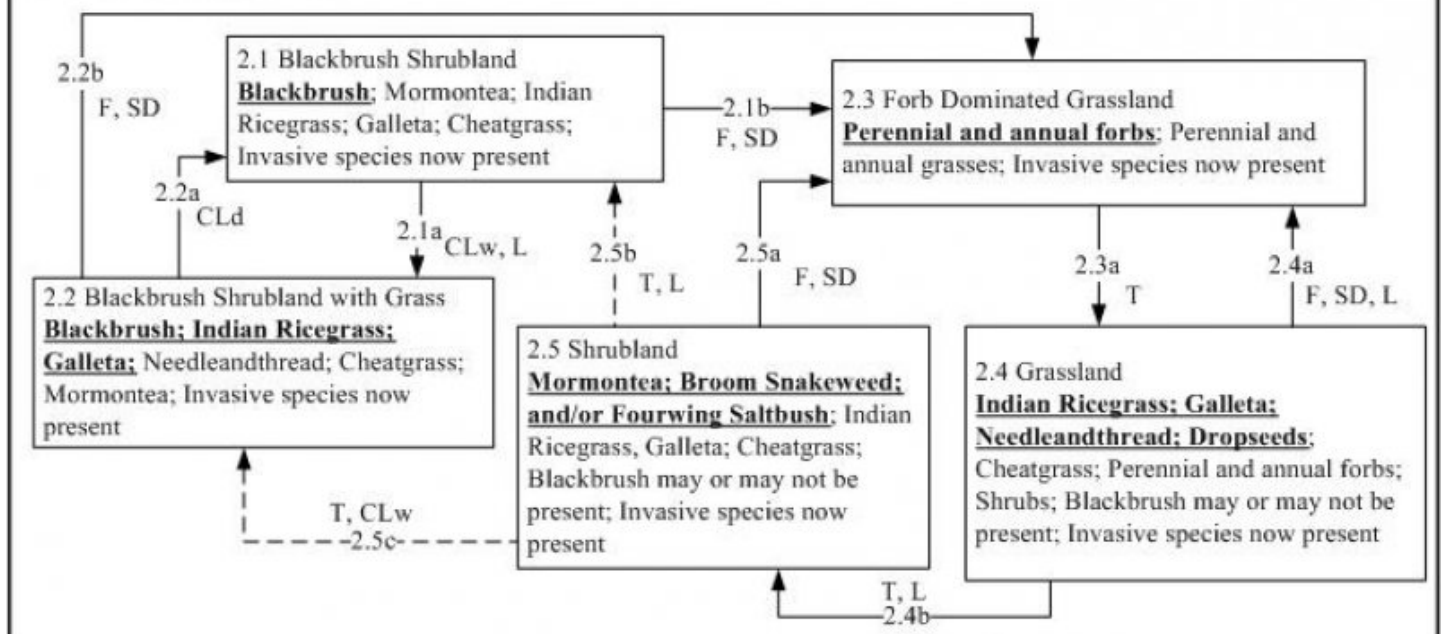 2.2b
F, SD
2.1 Blackbrush Shrubland
Blackbrush; Mormontea; Indian
Ricegrass; Galleta; Cheatgrass;
Invasive species now present
2.1b
F, SD
2.3 Forb Dominated Grassland
Perennial and annual forbs; Perennial and
annual grasses; Invasive species now present
2.2a
CLd
2.1a
CLw, L
2.5b
T, L
2.5a
F, SD
2.3a
T
2.4a
F, SD, L
2.2 Blackbrush Shrubland with Grass
Blackbrush; Indian Ricegrass;
Galleta; Needleandthread; Cheatgrass;
Mormontea; Invasive species now
present
2.5 Shrubland
Mormontea; Broom Snakeweed;
and/or Fourwing Saltbush; Indian
Ricegrass, Galleta; Cheatgrass;
Blackbrush may or may not be
present; Invasive species now
present
2.4 Grassland
Indian Ricegrass; Galleta;
Needleandthread; Dropseeds;
Cheatgrass; Perennial and annual forbs;
Shrubs; Blackbrush may or may not be
present; Invasive species now present
T, CLw
2.5c
T, L
2.4b